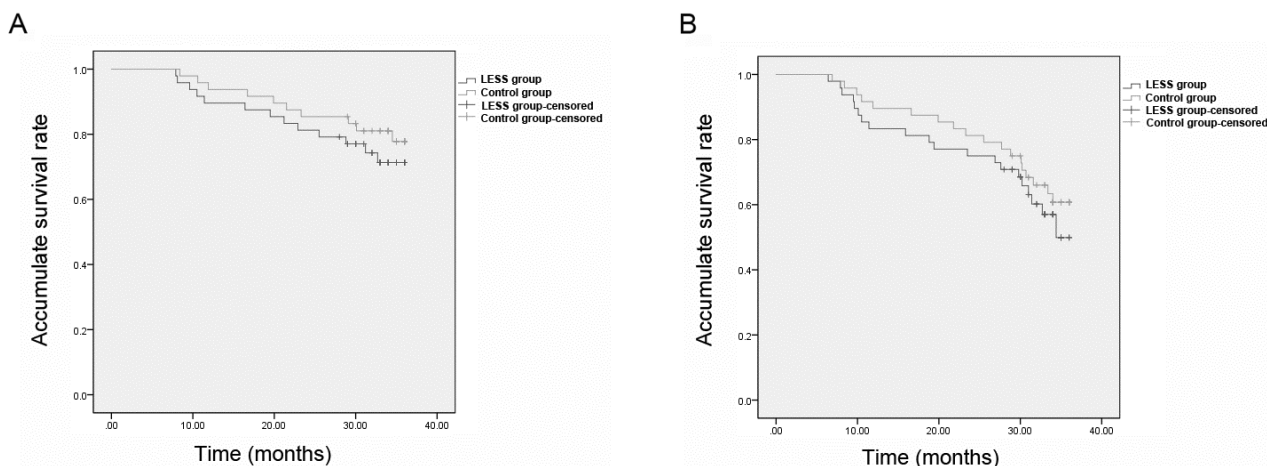 A
Accumulate survival rate
1.0
0.8
0.6
0.4
0.2
0.0
.00 10.00 20.00 30.00 40.00
Time (months)
LESS group
Control group
LESS group-censored
Control group-censored
B
Accumulate survival rate
1.0
0.8
0.6
0.4
0.2
0.0
.00 10.00 20.00 30.00 40.00
Time (months)
LESS group
Control group
LESS group-censored
Control group-censored